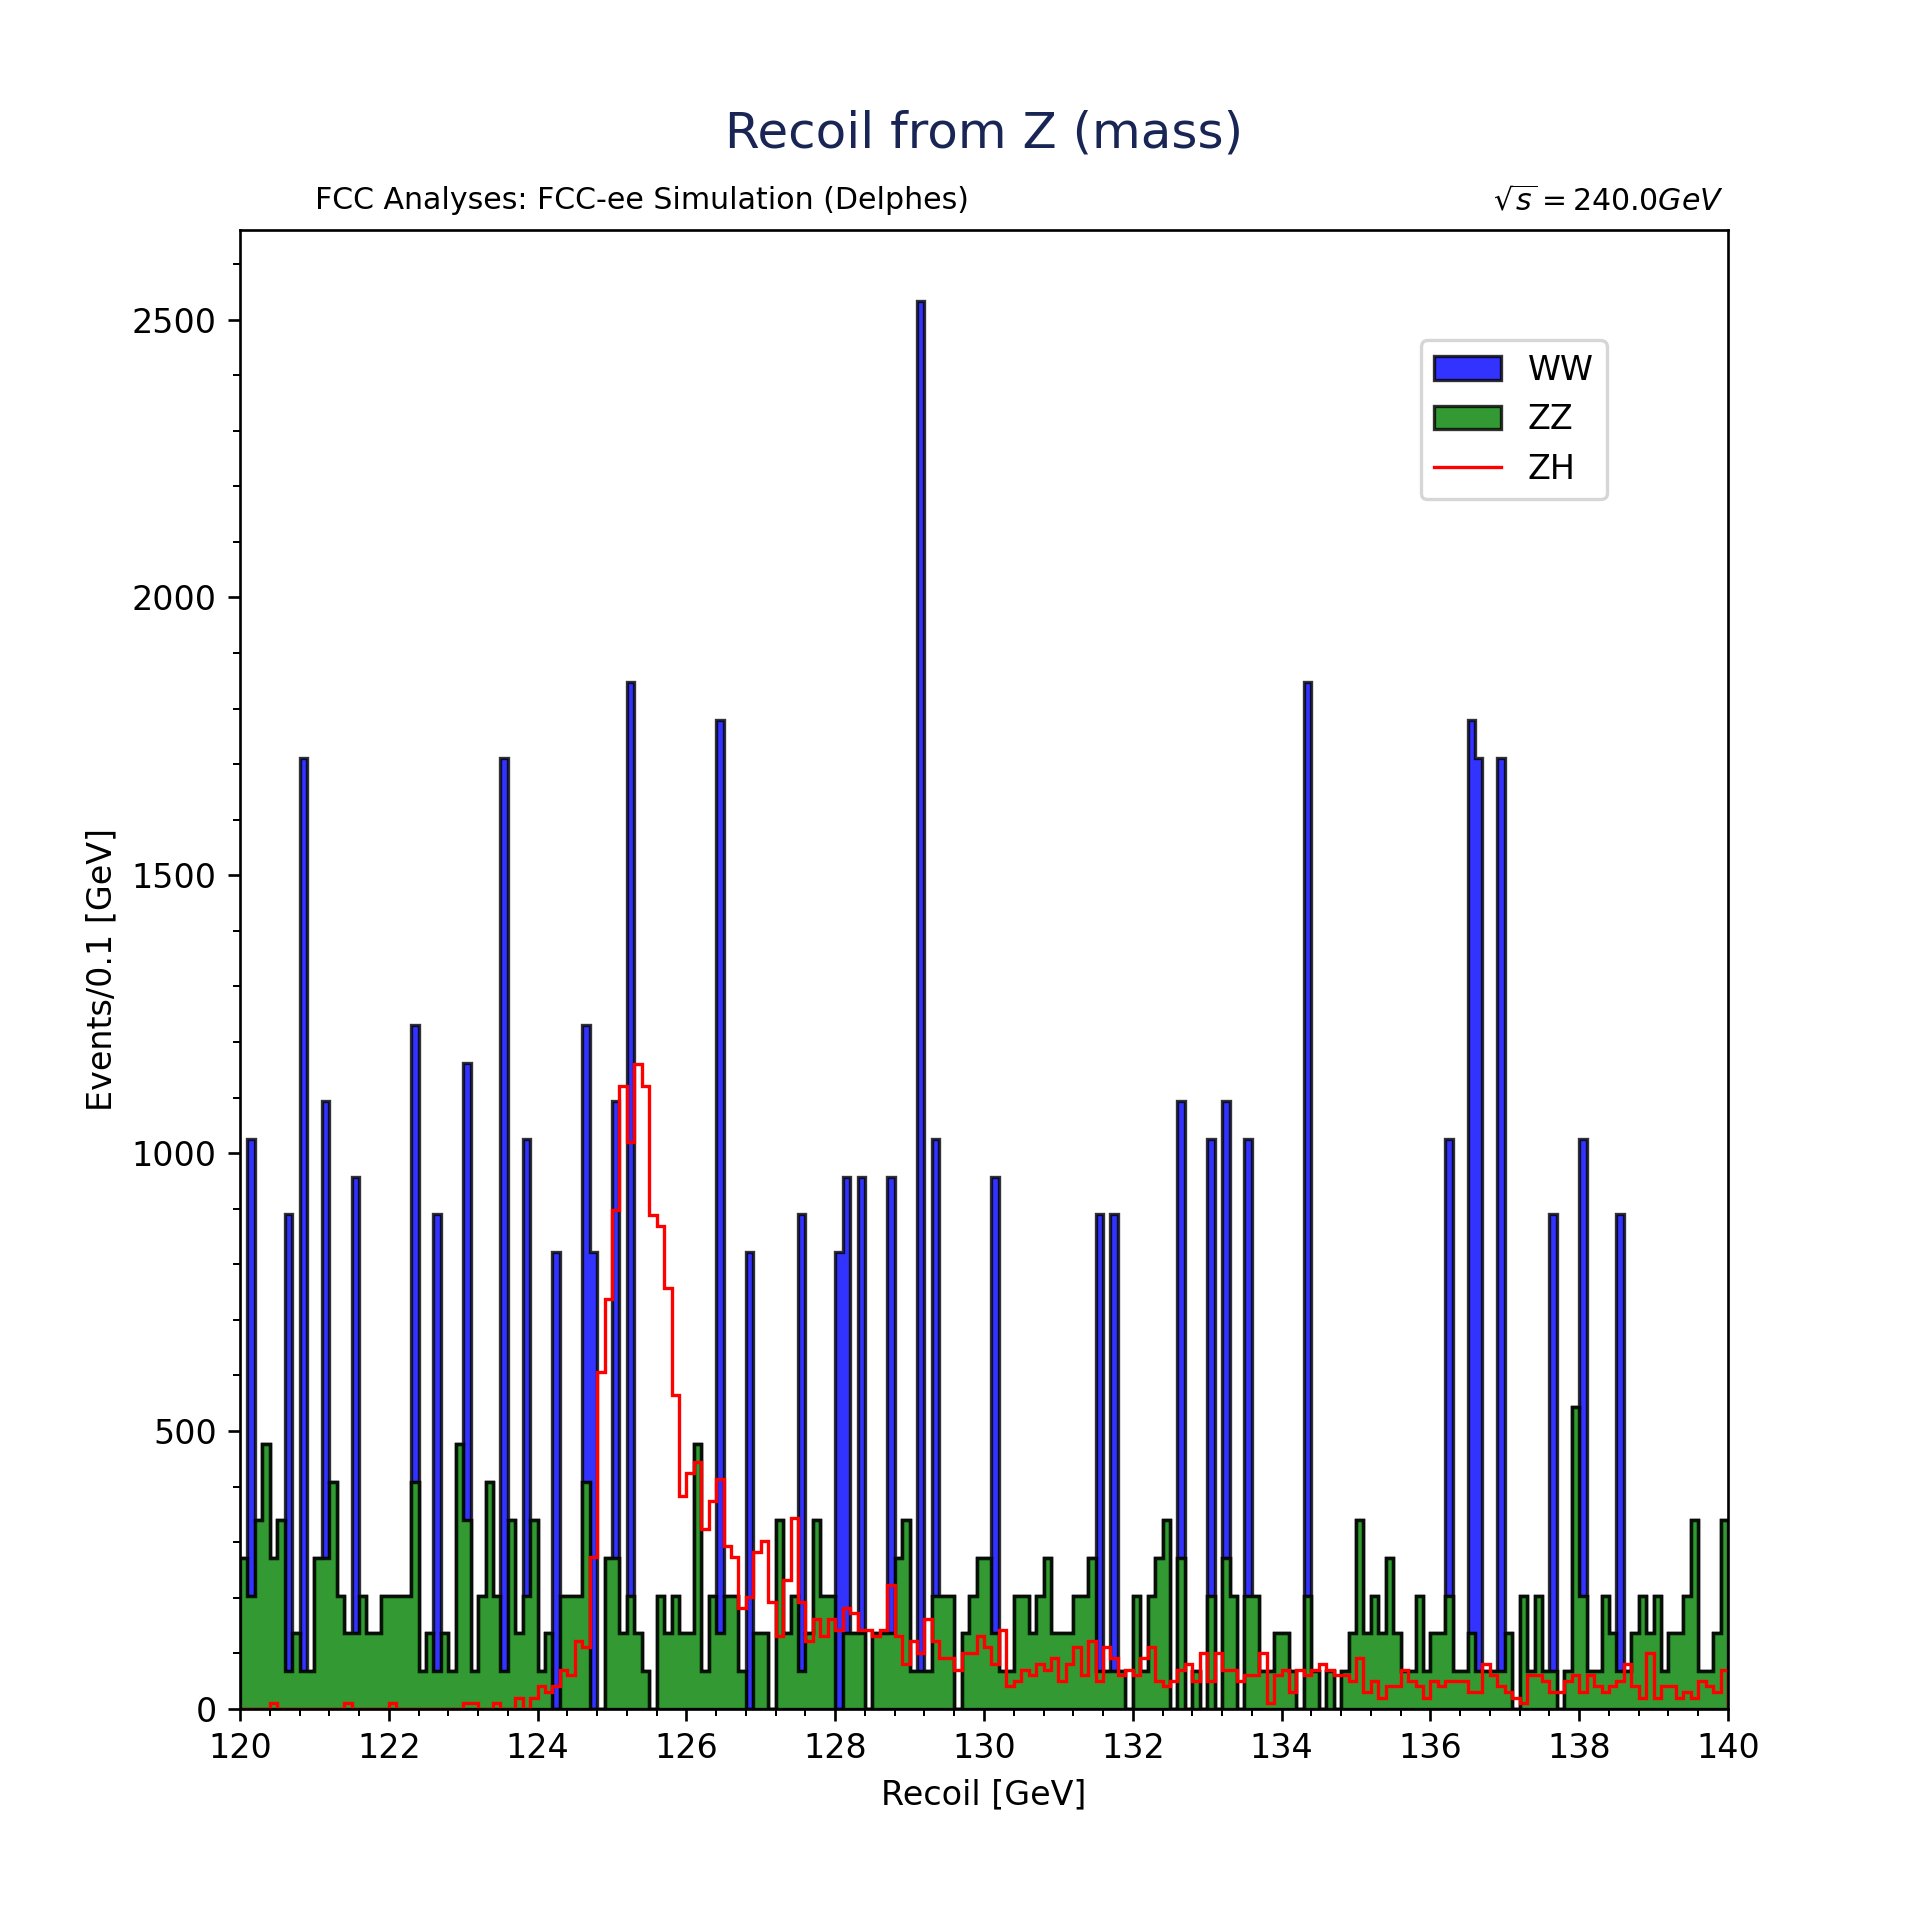 Recoil from Z (mass)
FCC Analyses: FCC-ee Simulation (Delphes)
√s = 240.0GeV
2500
2000
1500
1000
500
0
Events/0.1 [GeV]
WW
ZZ
ZH
120 122 124 126 128 130 132 134 136 138 140
Recoil [GeV]